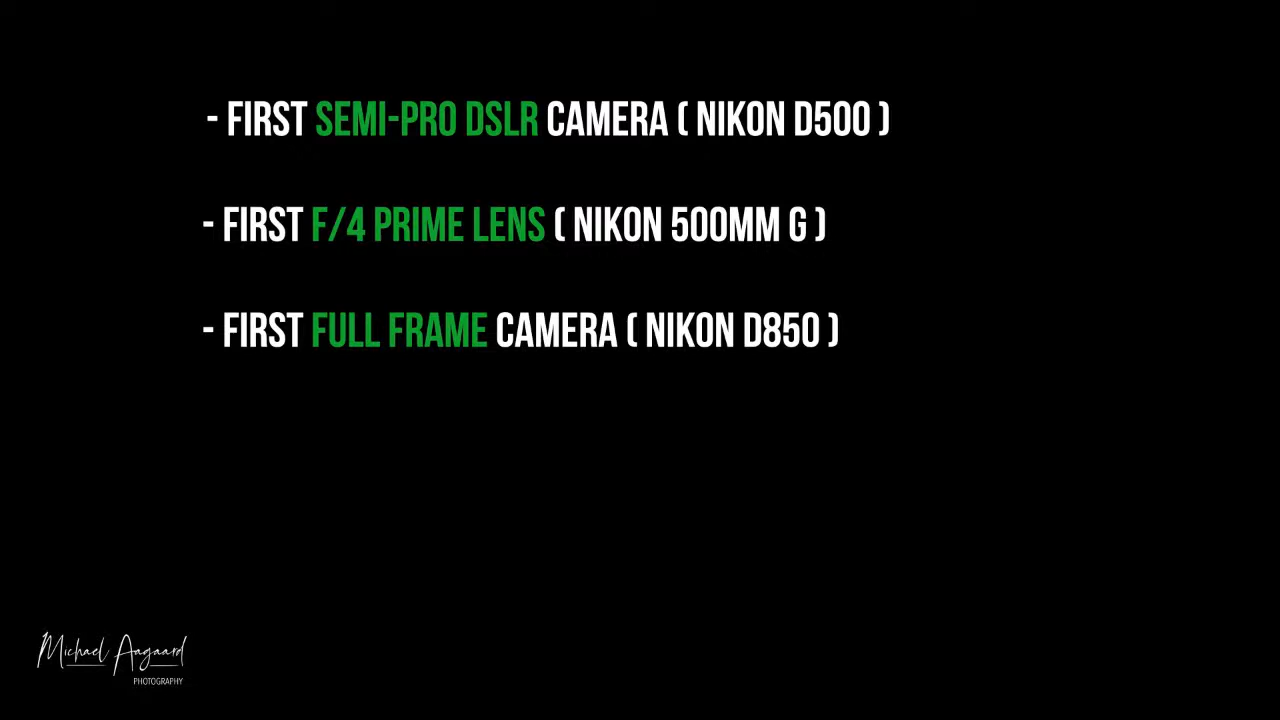 - FIRST SEMI-PRO DSLR CAMERA ( NIKON D500 )
- FIRST F/4 PRIME LENS ( NIKON 500MM G )
- FIRST FULL FRAME CAMERA ( NIKON D850 )
Michael Aagaard
PHOTOGRAPHY